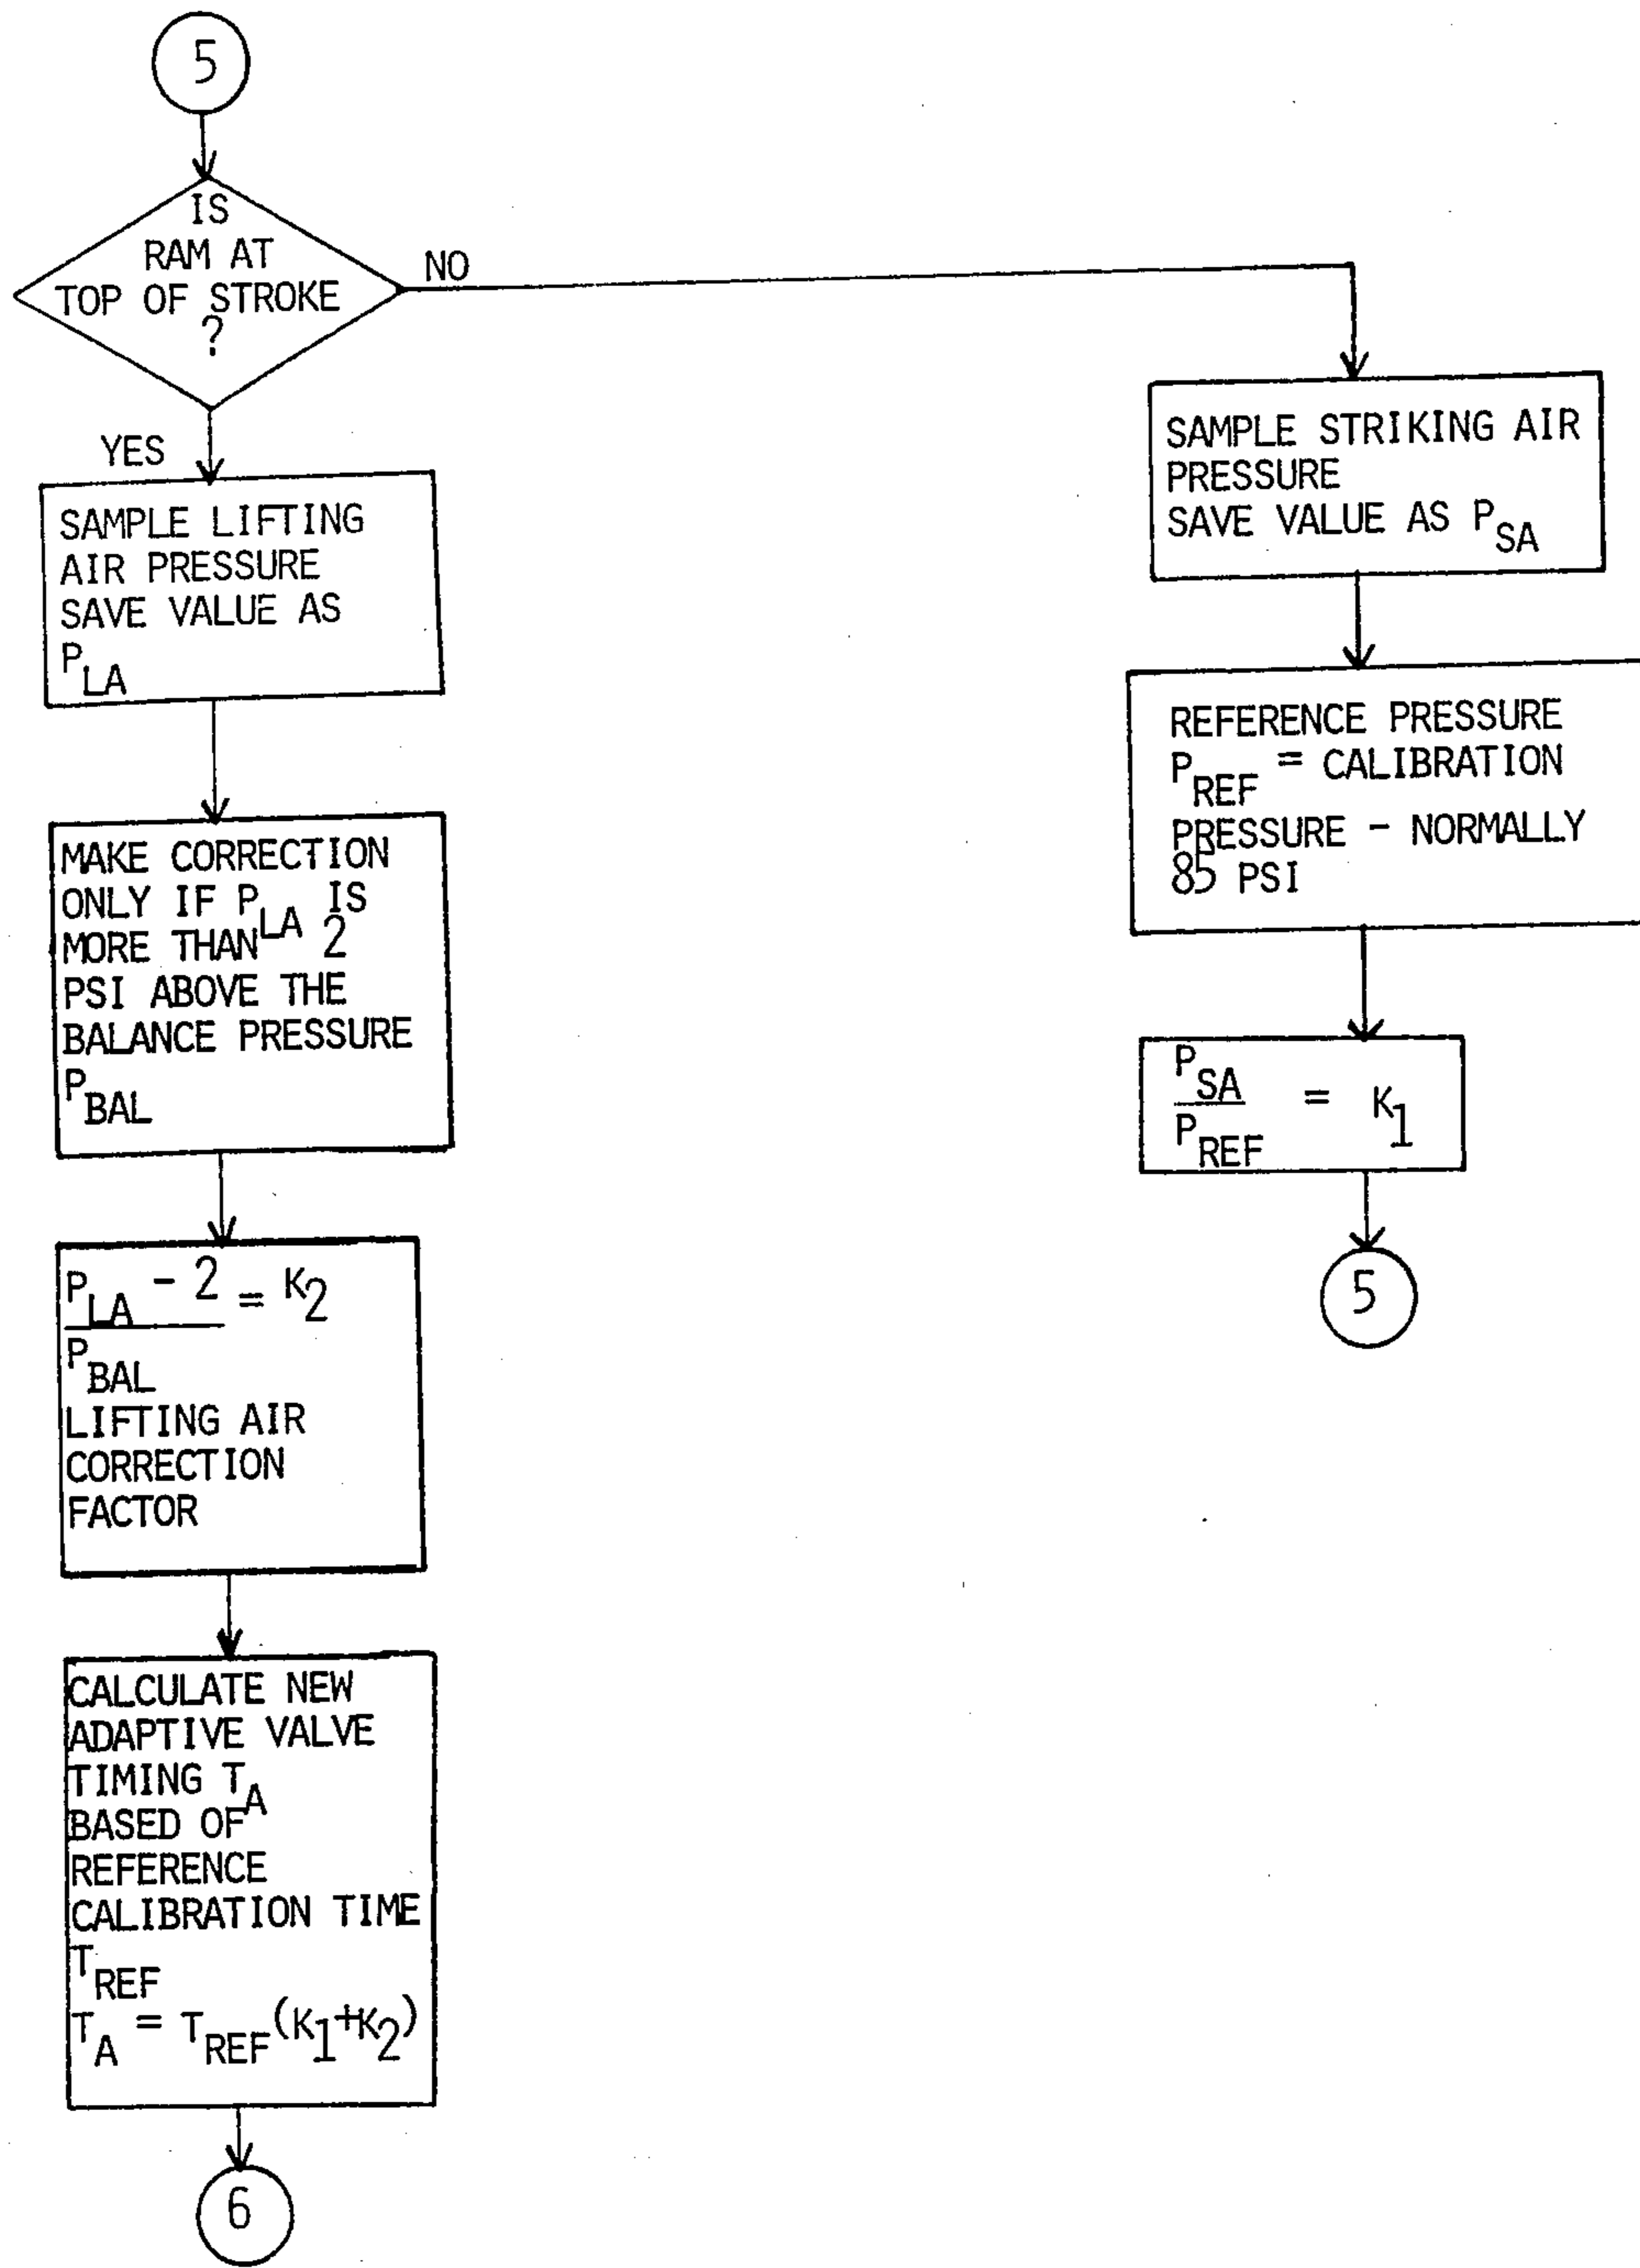 5
IS
RAM AT
TOP OF STROKE
?
NO
YES
SAMPLE LIFTING
AIR PRESSURE
SAVE VALUE AS
P_LA
MAKE CORRECTION
ONLY IF P_LA IS
MORE THAN 2
PSI ABOVE THE
BALANCE PRESSURE
P_BAL
P_LA - 2 = K_2
P_BAL
LIFTING AIR
CORRECTION
FACTOR
CALCULATE NEW
ADAPTIVE VALVE
TIMING T_A
BASED OF
REFERENCE
CALIBRATION TIME
T_REF
T_A = T_REF(K_1+K_2)
6
SAMPLE STRIKING AIR
PRESSURE
SAVE VALUE AS P_SA
REFERENCE PRESSURE
P_REF = CALIBRATION
PRESSURE - NORMALLY
85 PSI
P_SA = K_1
P_REF
5